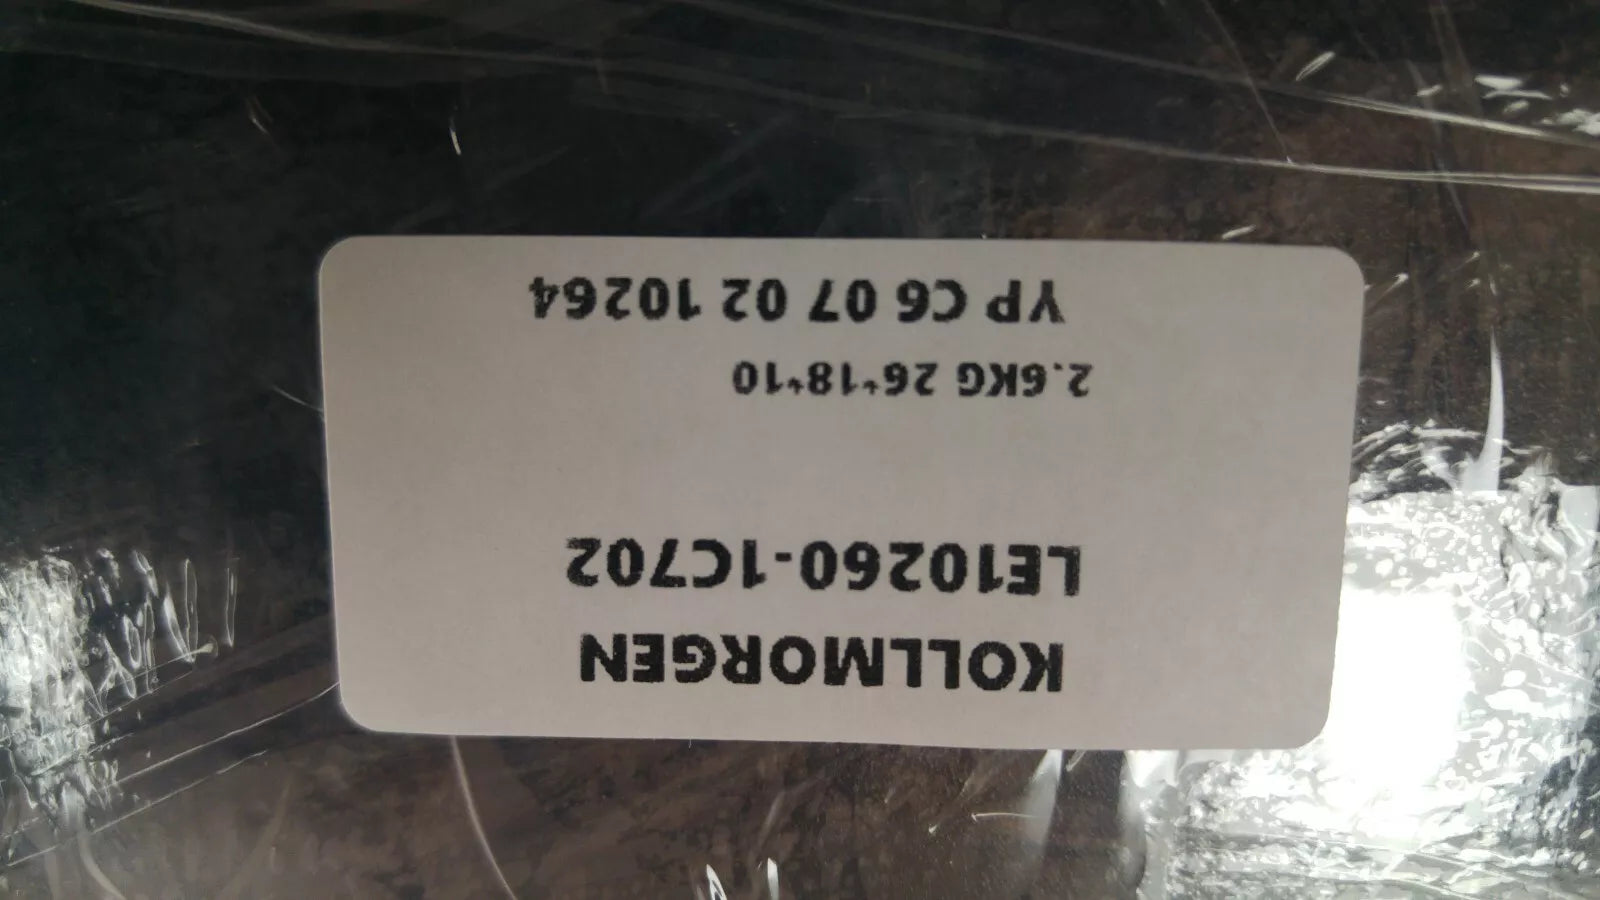 KOLLMORGEN
LE10260-1C702
2.6KG 26*18*10
YP C6 07 02 10264